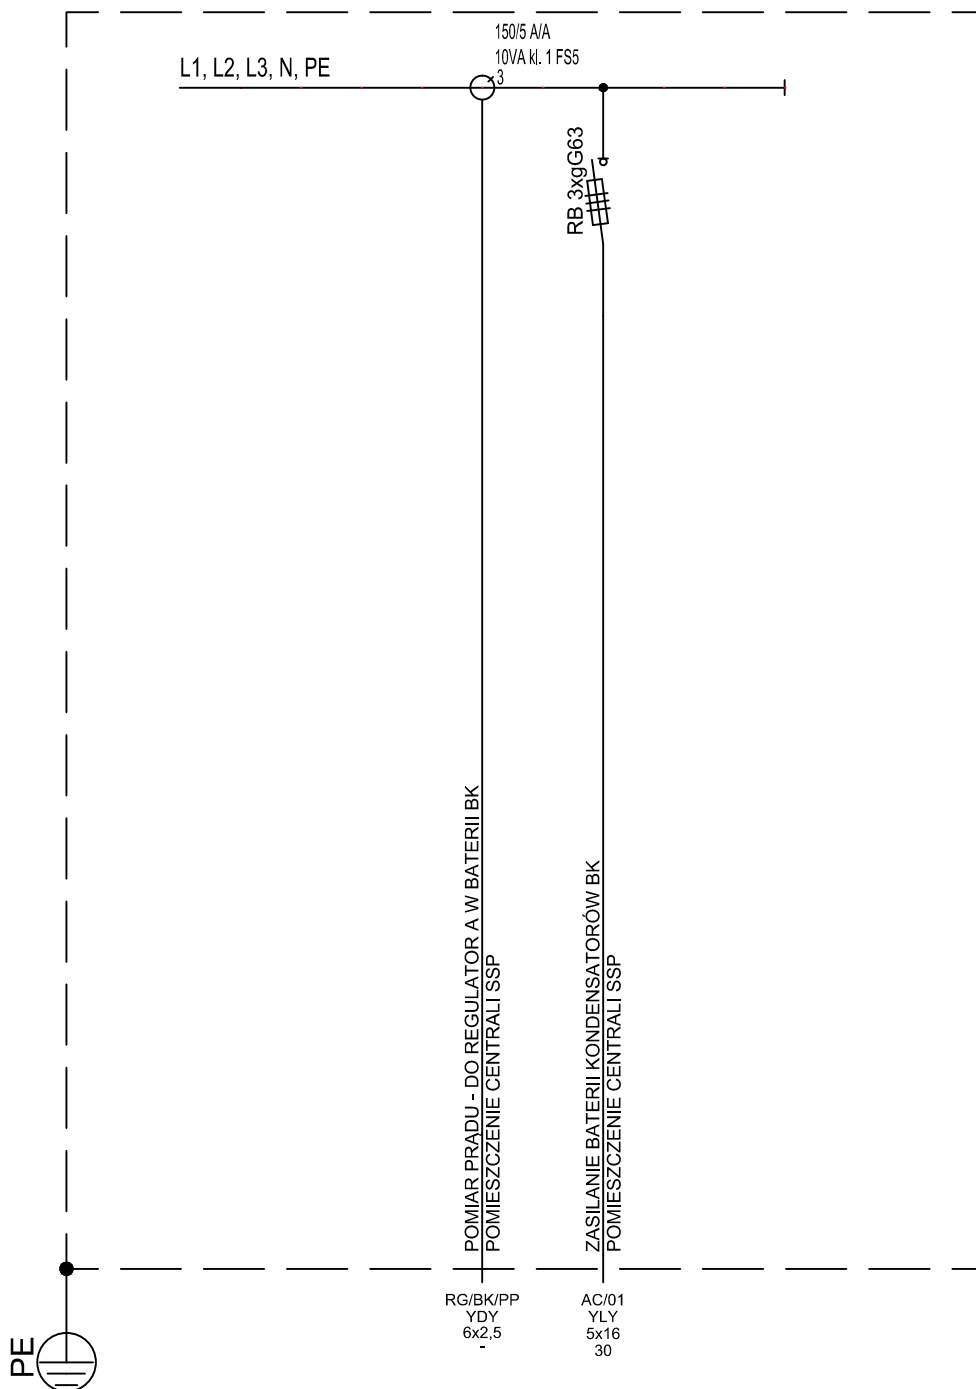 150/5 A/A
10VA kl. 1 FS5
3
L1, L2, L3, N, PE
RB 3xgG63
POMIAR PRĄDU - DO REGULATOR A W BATERII BK
POMIESZCZENIE CENTRALI SSP
ZASILANIE BATERII KONDENSATORÓW BK
POMIESZCZENIE CENTRALI SSP
RG/BK/PP
YDY
6x2,5
-
AC/01
YLY
5x16
30
PE